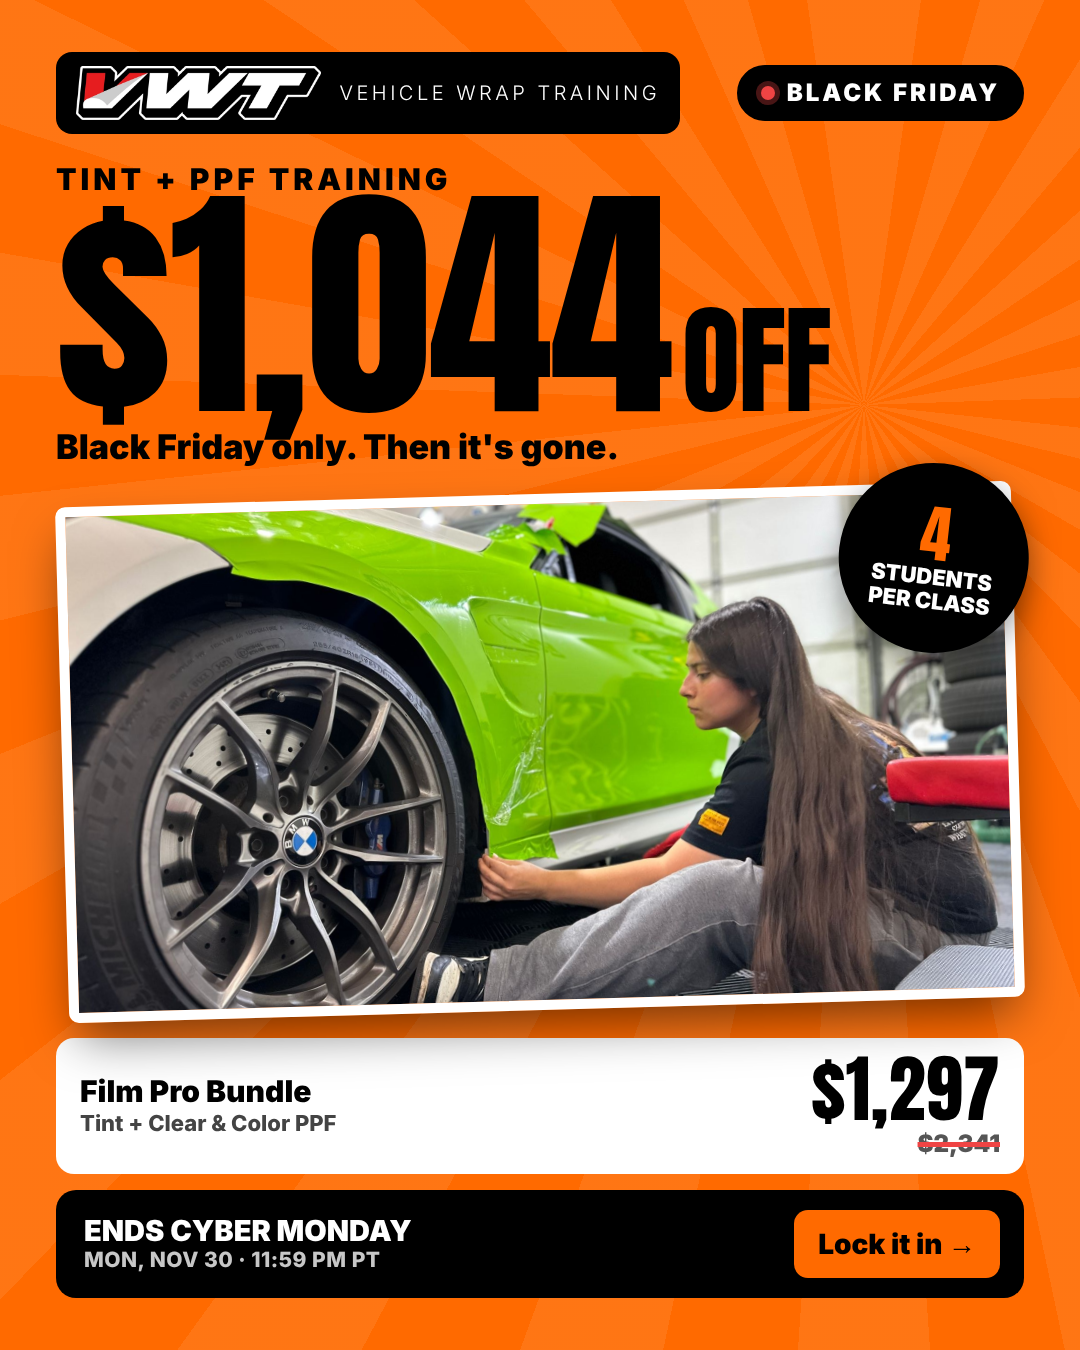 VWT VEHICLE WRAP TRAINING
BLACK FRIDAY
TINT + PPF TRAINING
$1,044 OFF
Black Friday only. Then it's gone.
4
STUDENTS
PER CLASS
BMW
Film Pro Bundle
Tint + Clear & Color PPF
$1,297
$2,341
ENDS CYBER MONDAY
MON, NOV 30 · 11:59 PM PT
Lock it in →